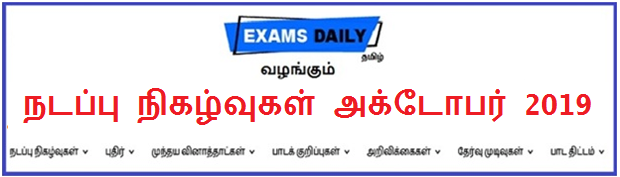 EXAMS DAILY
தமிழ்
வழங்கும்
நடப்பு நிகழ்வுகள் அக்டோபர் 2019
நடப்பு நிகழ்வுகள் புதிர் முந்தய வினாத்தாட்கள் பாடக் குறிப்புகள் அறிவிக்கைகள் தேர்வு முடிவுகள் பாட திட்டம்